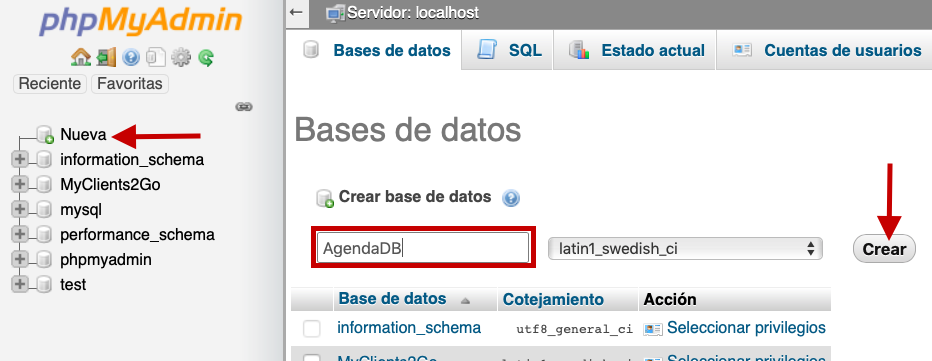 phpMyAdmin
Reciente Favoritas
Nueva
information_schema
MyClients2Go
mysql
performance_schema
phpmyadmin
test
Servidor: localhost
Bases de datos SQL Estado actual Cuentas de usuarios
Bases de datos
Crear base de datos
AgendaDB latin1_swedish_ci Crear
Base de datos Cotejamiento Acción
information_schema utf8_general_ci Seleccionar privilegios
MyClients2Go latin1_swedish_ci Seleccionar privilegios